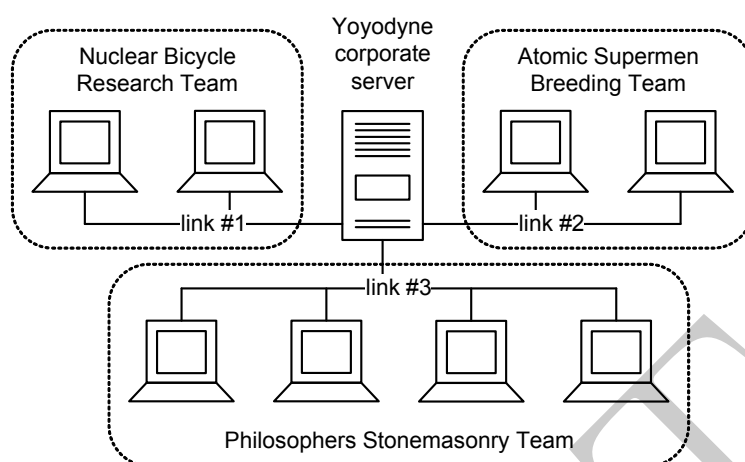 Nuclear Bicycle
Research Team
Yoyodyne
corporate
server
Atomic Supermen
Breeding Team
link #1
link #2
link #3
Philosophers Stonemasonry Team
T